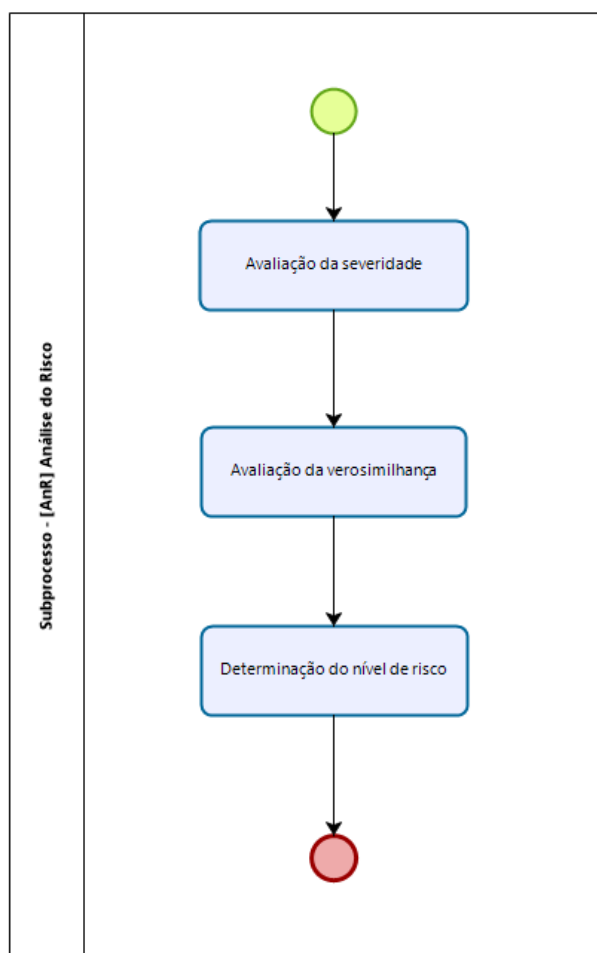 Subprocesso - [AnR] Análise do Risco
Avaliação da severidade
Avaliação da verosimilhança
Determinação do nível de risco